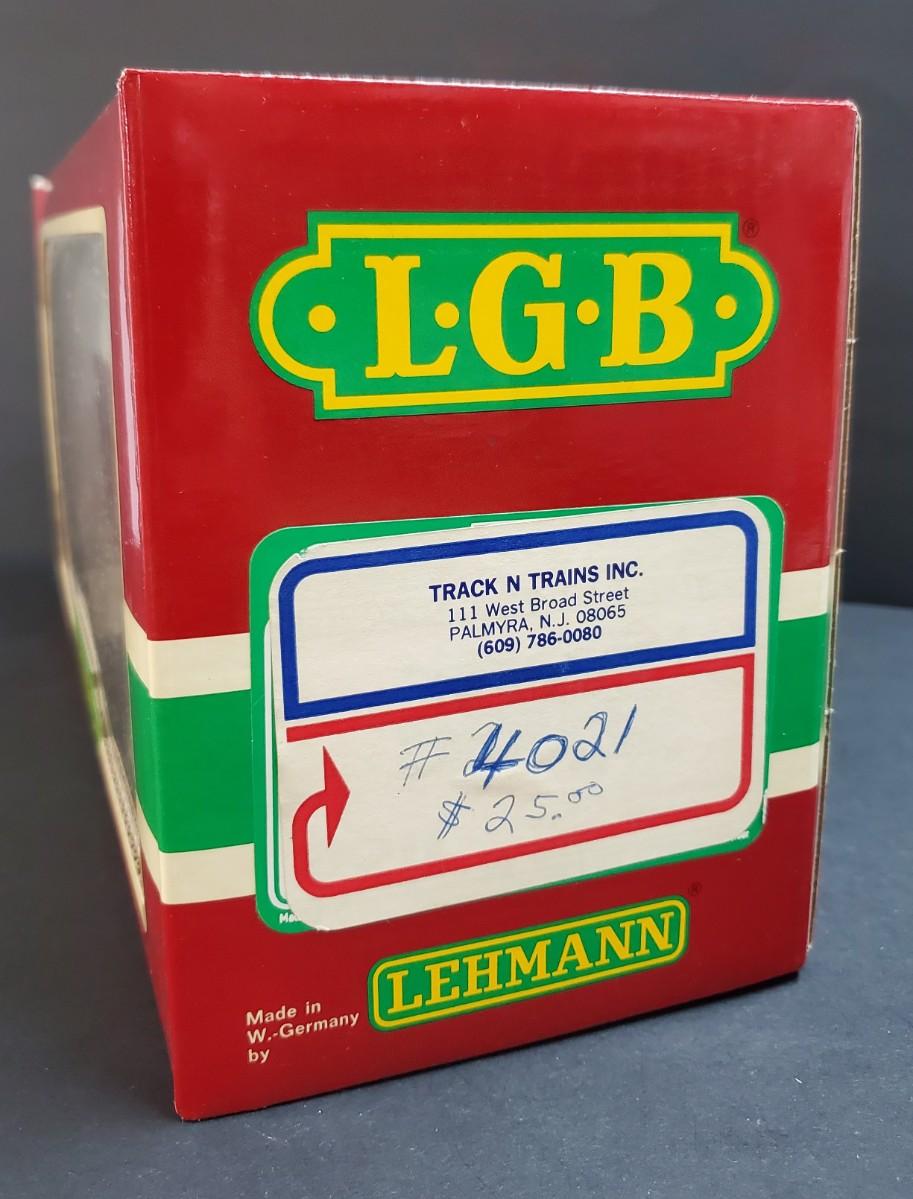 L·G·B
®
TRACK N TRAINS INC.
111 West Broad Street
PALMYRA, N.J. 08065
(609) 786-0080
# 4021
$ 25.00
®
LEHMANN
Made in
W.-Germany
by